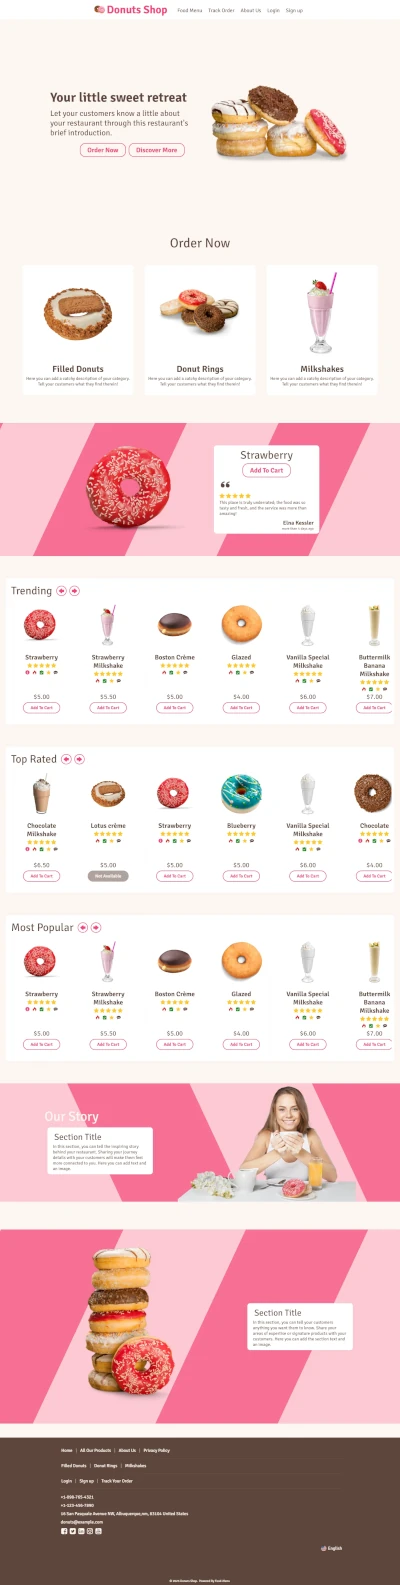 Donuts Shop Food Menu Track Order About Us Login Sign up
Your little sweet retreat
Let your customers know a little about
your restaurant through this restaurant's
brief introduction.
Order Now Discover More
Order Now
Filled Donuts Donut Rings Milkshakes
Here you can add a catchy description of your category. Here you can add a catchy description of your category. Here you can add a catchy description of your category.
Tell your customers what they find therein! Tell your customers what they find therein! Tell your customers what they find therein!
Strawberry
Add To Cart
This place is truly underrated, the food was so
tasty and fresh, and the service was more than
amazing!
Elna Kessler
more than 5 days ago
Trending
Strawberry Strawberry Boston Crème Glazed Vanilla Special Buttermilk
Milkshake Milkshake Banana
Milkshake
$5.00 $5.50 $5.00 $4.00 $6.00 $7.00
Add To Cart Add To Cart Add To Cart Add To Cart Add To Cart Add To Cart
Top Rated
Chocolate Lotus crème Strawberry Blueberry Vanilla Special Chocolate
Milkshake Milkshake
$6.50 $5.00 $5.00 $5.00 $6.00 $4.00
Add To Cart Not Available Add To Cart Add To Cart Add To Cart Add To Cart
Most Popular
Strawberry Strawberry Boston Crème Glazed Vanilla Special Buttermilk
Milkshake Milkshake Banana
Milkshake
$5.00 $5.50 $5.00 $4.00 $6.00 $7.00
Add To Cart Add To Cart Add To Cart Add To Cart Add To Cart Add To Cart
Our Story
Section Title
In this section, you can tell the inspiring story
behind your restaurant. Sharing your journey
details with your customers will make them feel
more connected to you. Here you can add text and
an image.
Section Title
In this section, you can tell your customers
anything you want them to know. Share your
areas of expertise or signature products with your
customers. Here you can add the section text and
an image.
Home | All Our Products | About Us | Privacy Policy
Filled Donuts | Donut Rings | Milkshakes
Login | Sign up | Track Your Order
+1-098-765-4321
+1-123-456-7890
56 San Pasquale Avenue NW, Albuquerque,nm, 83104 United States
donuts@example.com
English